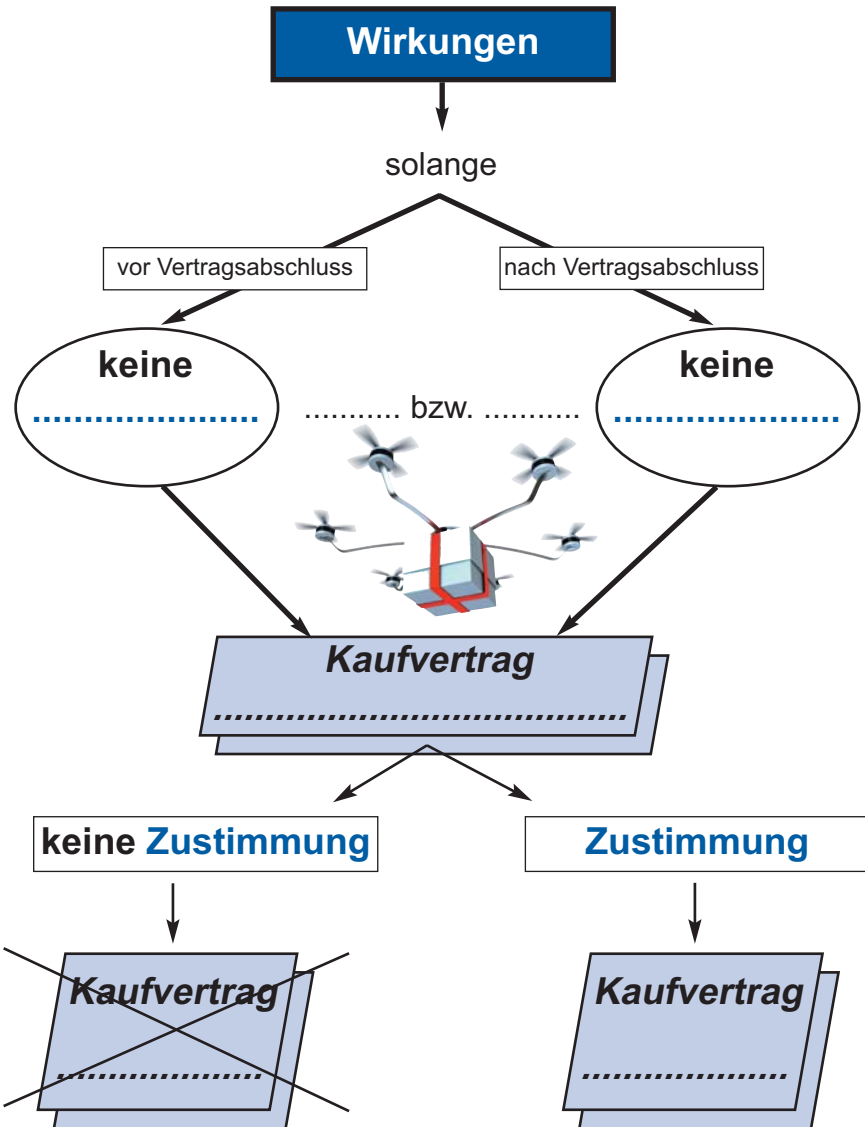 Wirkungen
solange
vor Vertragsabschluss
nach Vertragsabschluss
keine
......................
keine
......................
........... bzw. ...........
Kaufvertrag
........................................
keine Zustimmung
Zustimmung
Kaufvertrag
....................
Kaufvertrag
....................